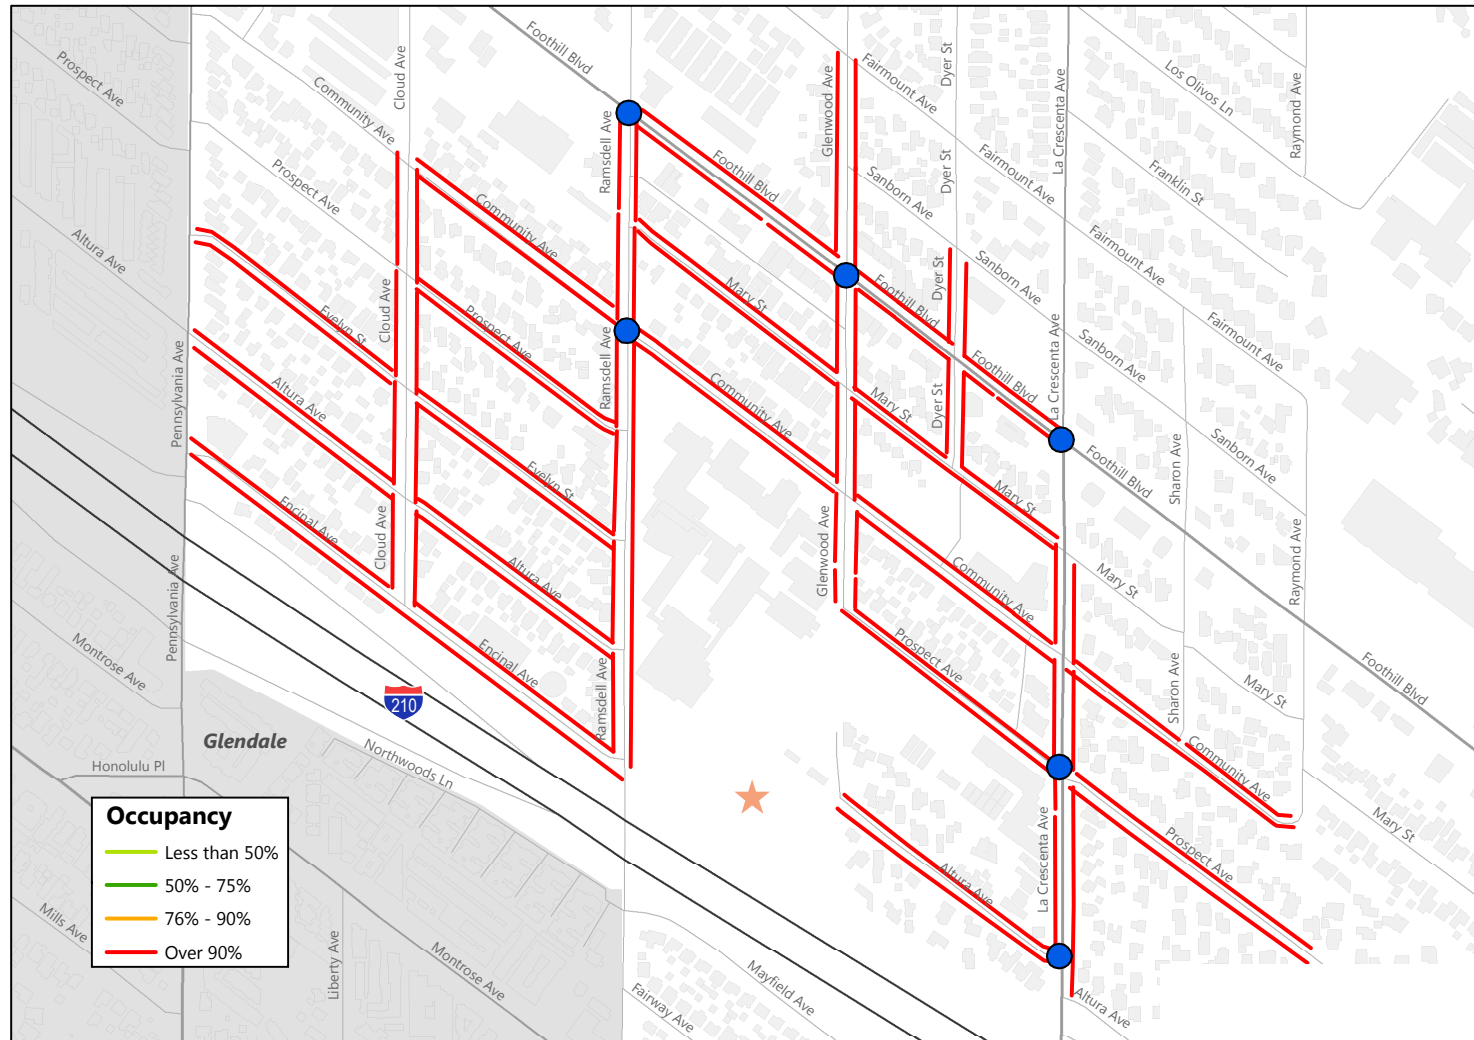 Foothill Blvd
Prospect Ave
Cloud Ave
Community Ave
Ramsdell Ave
Glenwood Ave
Fairmount Ave
Dyer St
La Crescenta Ave
Los Olivos Ln
Raymond Ave
Foothill Blvd
Dyer St
Sanborn Ave
Fairmount Ave
Franklin St
Prospect Ave
Altura Ave
Community Ave
Mary St
Foothill Blvd
Dyer St
Sanborn Ave
Fairmount Ave
Evelyn St
Cloud Ave
Prospect Ave
Ramsdell Ave
Community Ave
Mary St
Dyer St
Foothill Blvd
La Crescenta Ave
Sanborn Ave
Fairmount Ave
Pennsylvania Ave
Altura Ave
Evelyn St
Mary St
Foothill Blvd
Sharon Ave
Sanborn Ave
Encinal Ave
Cloud Ave
Altura Ave
Glenwood Ave
Community Ave
Mary St
Raymond Ave
Pennsylvania Ave
Montrose Ave
Encinal Ave
Ramsdell Ave
Prospect Ave
Sharon Ave
Mary St
Foothill Blvd
210
Glendale
Northwoods Ln
Honolulu Pl
Community Ave
Mary St
Prospect Ave
La Crescenta Ave
Altura Ave
Occupancy
Less than 50%
50% - 75%
76% - 90%
Over 90%
Mills Ave
Liberty Ave
Montrose Ave
Fairway Ave
Mayfield Ave
Altura Ave